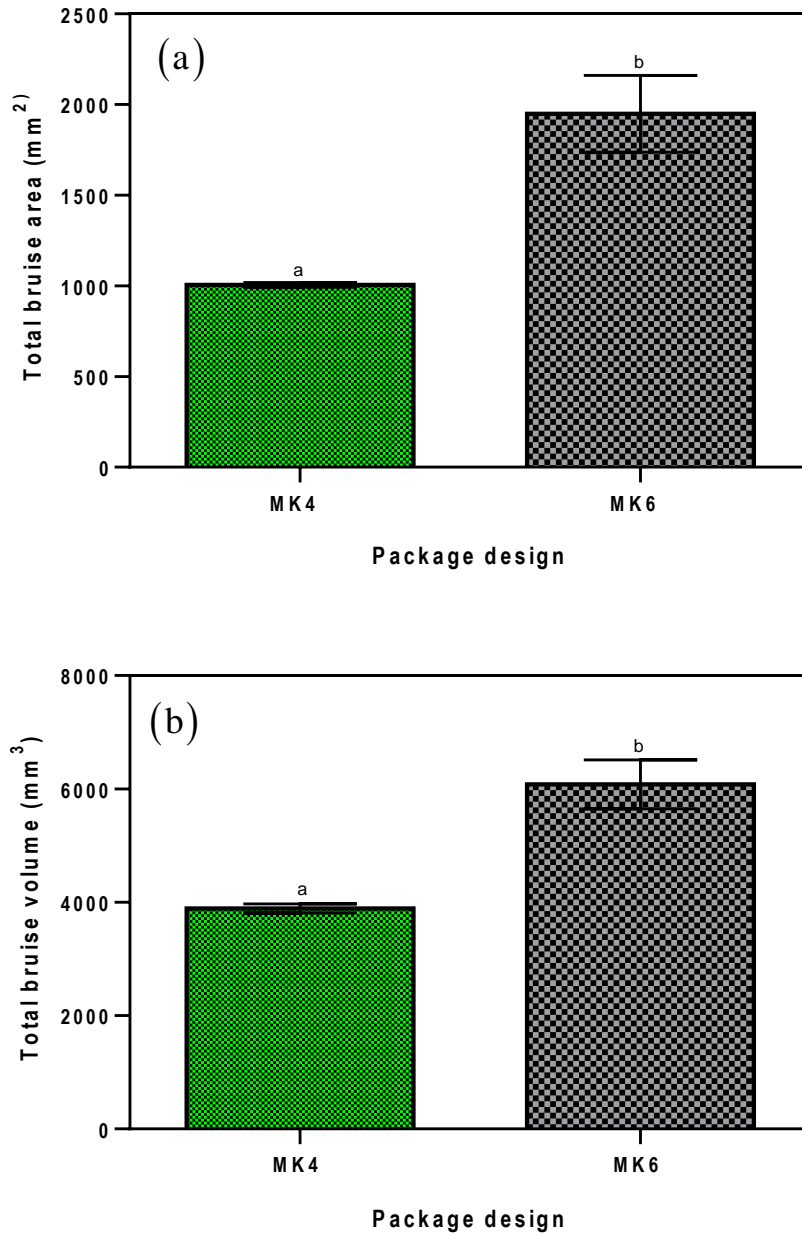 (a)
Total bruise area (mm²)
2500
2000
1500
1000
500
0
a
b
MK4 MK6
Package design
(b)
Total bruise volume (mm³)
8000
6000
4000
2000
0
a
b
MK4 MK6
Package design